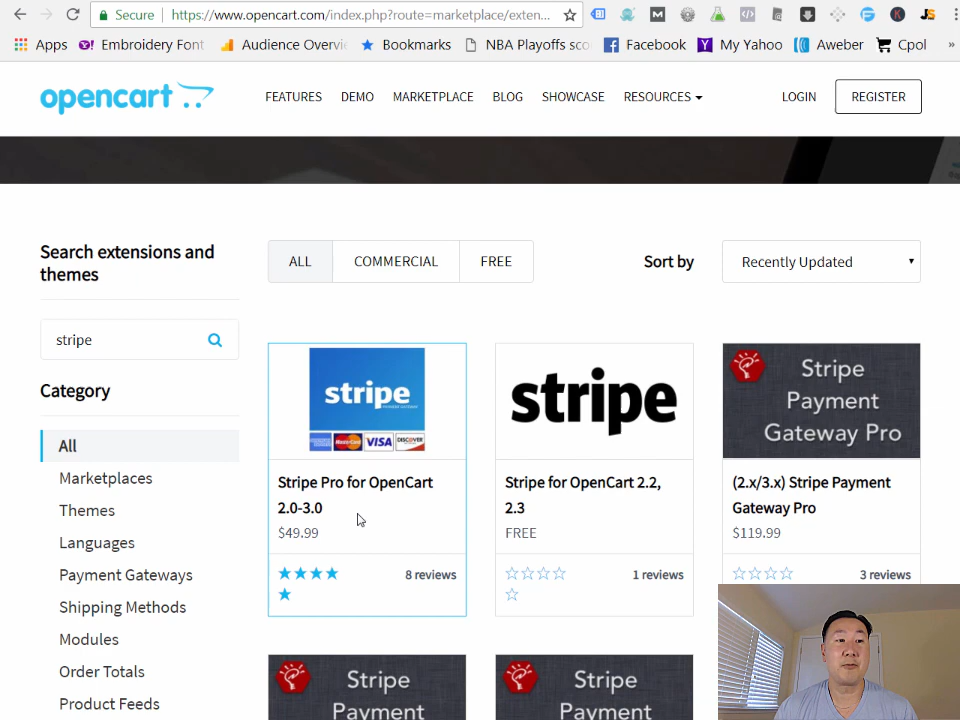 Secure https://www.opencart.com/index.php?route=marketplace/exten...
Apps Embroidery Font Audience Overvi Bookmarks NBA Playoffs sco Facebook My Yahoo Aweber Cpol »
opencart FEATURES DEMO MARKETPLACE BLOG SHOWCASE RESOURCES LOGIN REGISTER
Search extensions and
themes
ALL COMMERCIAL FREE Sort by Recently Updated
stripe
Category
All
Marketplaces
Themes
Languages
Payment Gateways
Shipping Methods
Modules
Order Totals
Product Feeds
stripe
VISA DISCOVER
Stripe Pro for OpenCart
2.0-3.0
$49.99
8 reviews
stripe
Stripe for OpenCart 2.2,
2.3
FREE
1 reviews
Stripe
Payment
Gateway Pro
(2.x/3.x) Stripe Payment
Gateway Pro
$119.99
3 reviews
Stripe
Payment
Stripe
Payment